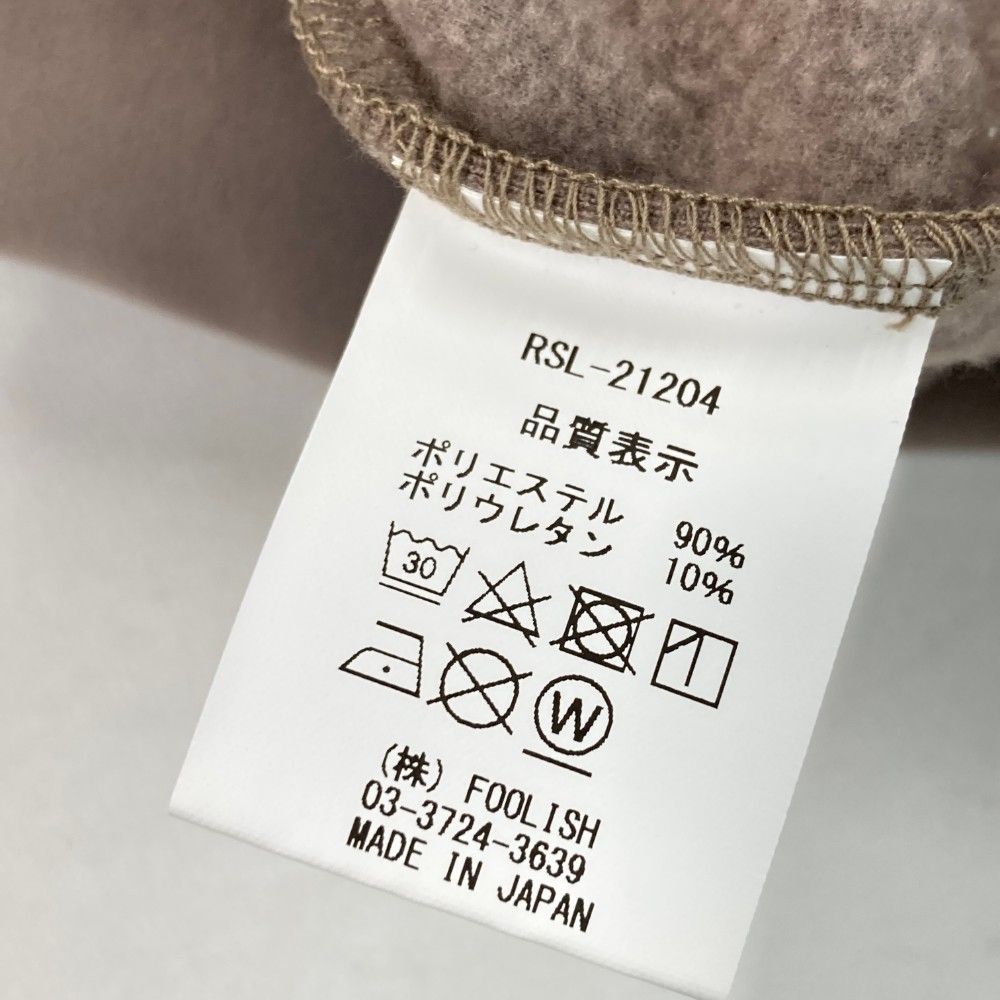 RSL-21204
品質表示
ポリエステル 90%
ポリウレタン 10%
30
W
(株) FOOLISH
03-3724-3639
MADE IN JAPAN